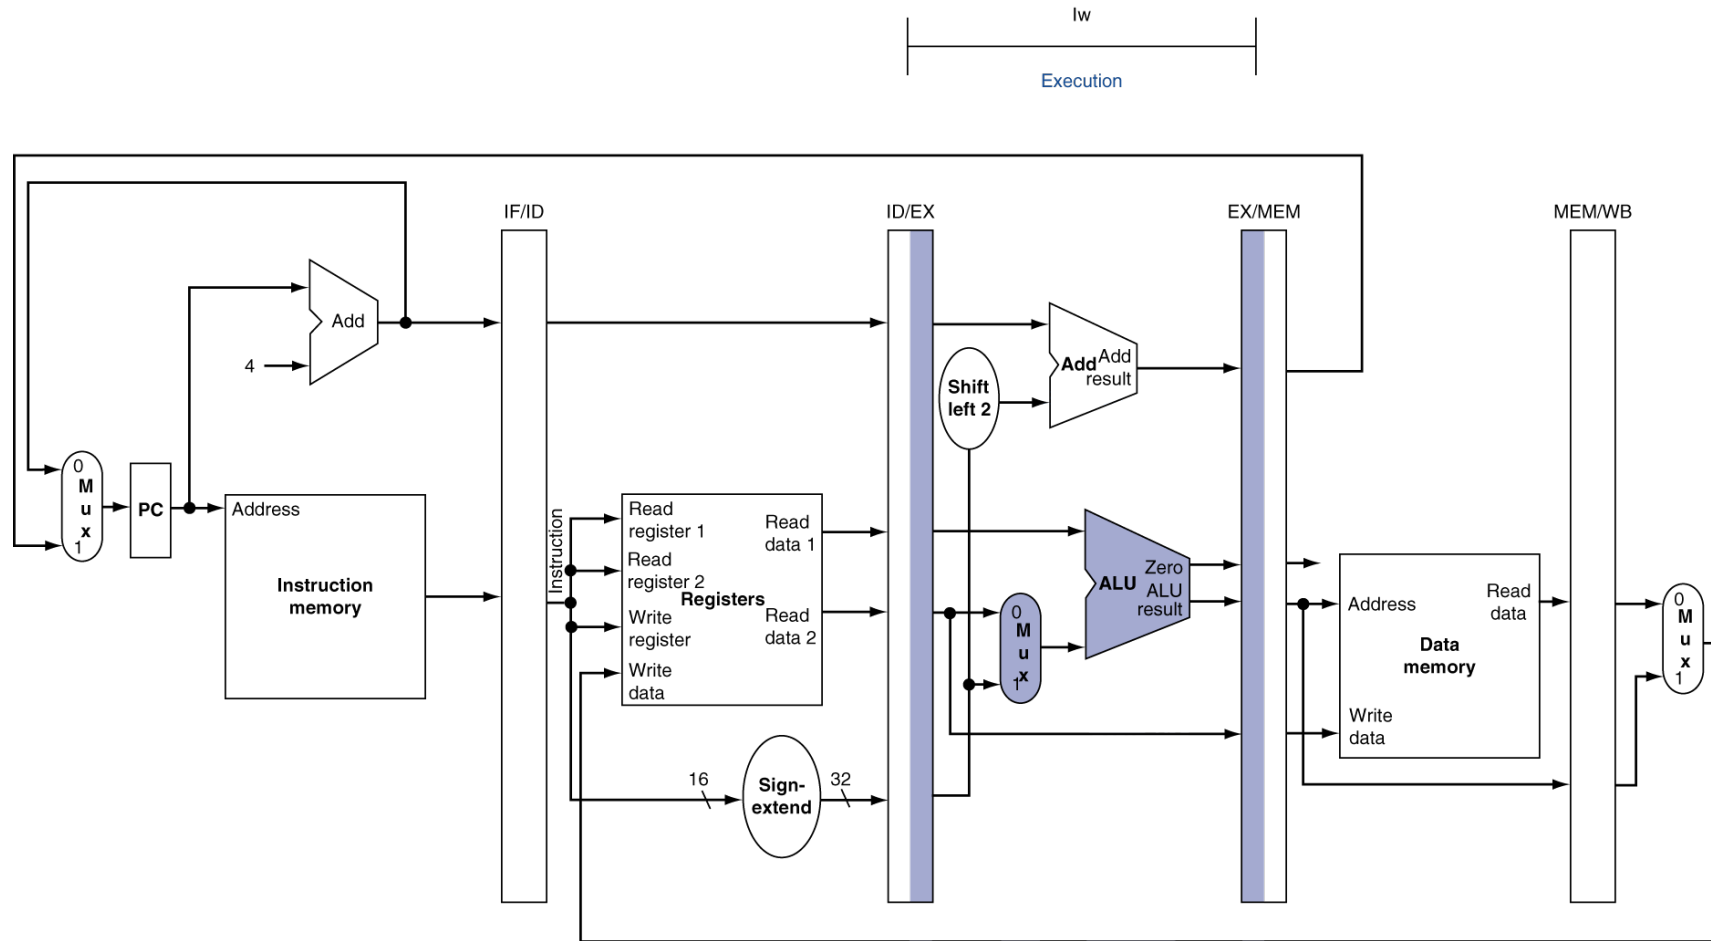 lw
Execution
IF/ID
ID/EX
EX/MEM
MEM/WB
Add
4
Add
Add
result
Shift
left 2
0
M
u
x
1
PC
Address
Instruction
memory
Instruction
Read
register 1
Read
register 2
Registers
Write
register
Write
data
Read
data 1
Read
data 2
0
M
u
x
1
Zero
ALU
ALU
result
Address
Read
data
Data
memory
Write
data
0
M
u
x
1
16
Sign-
extend
32